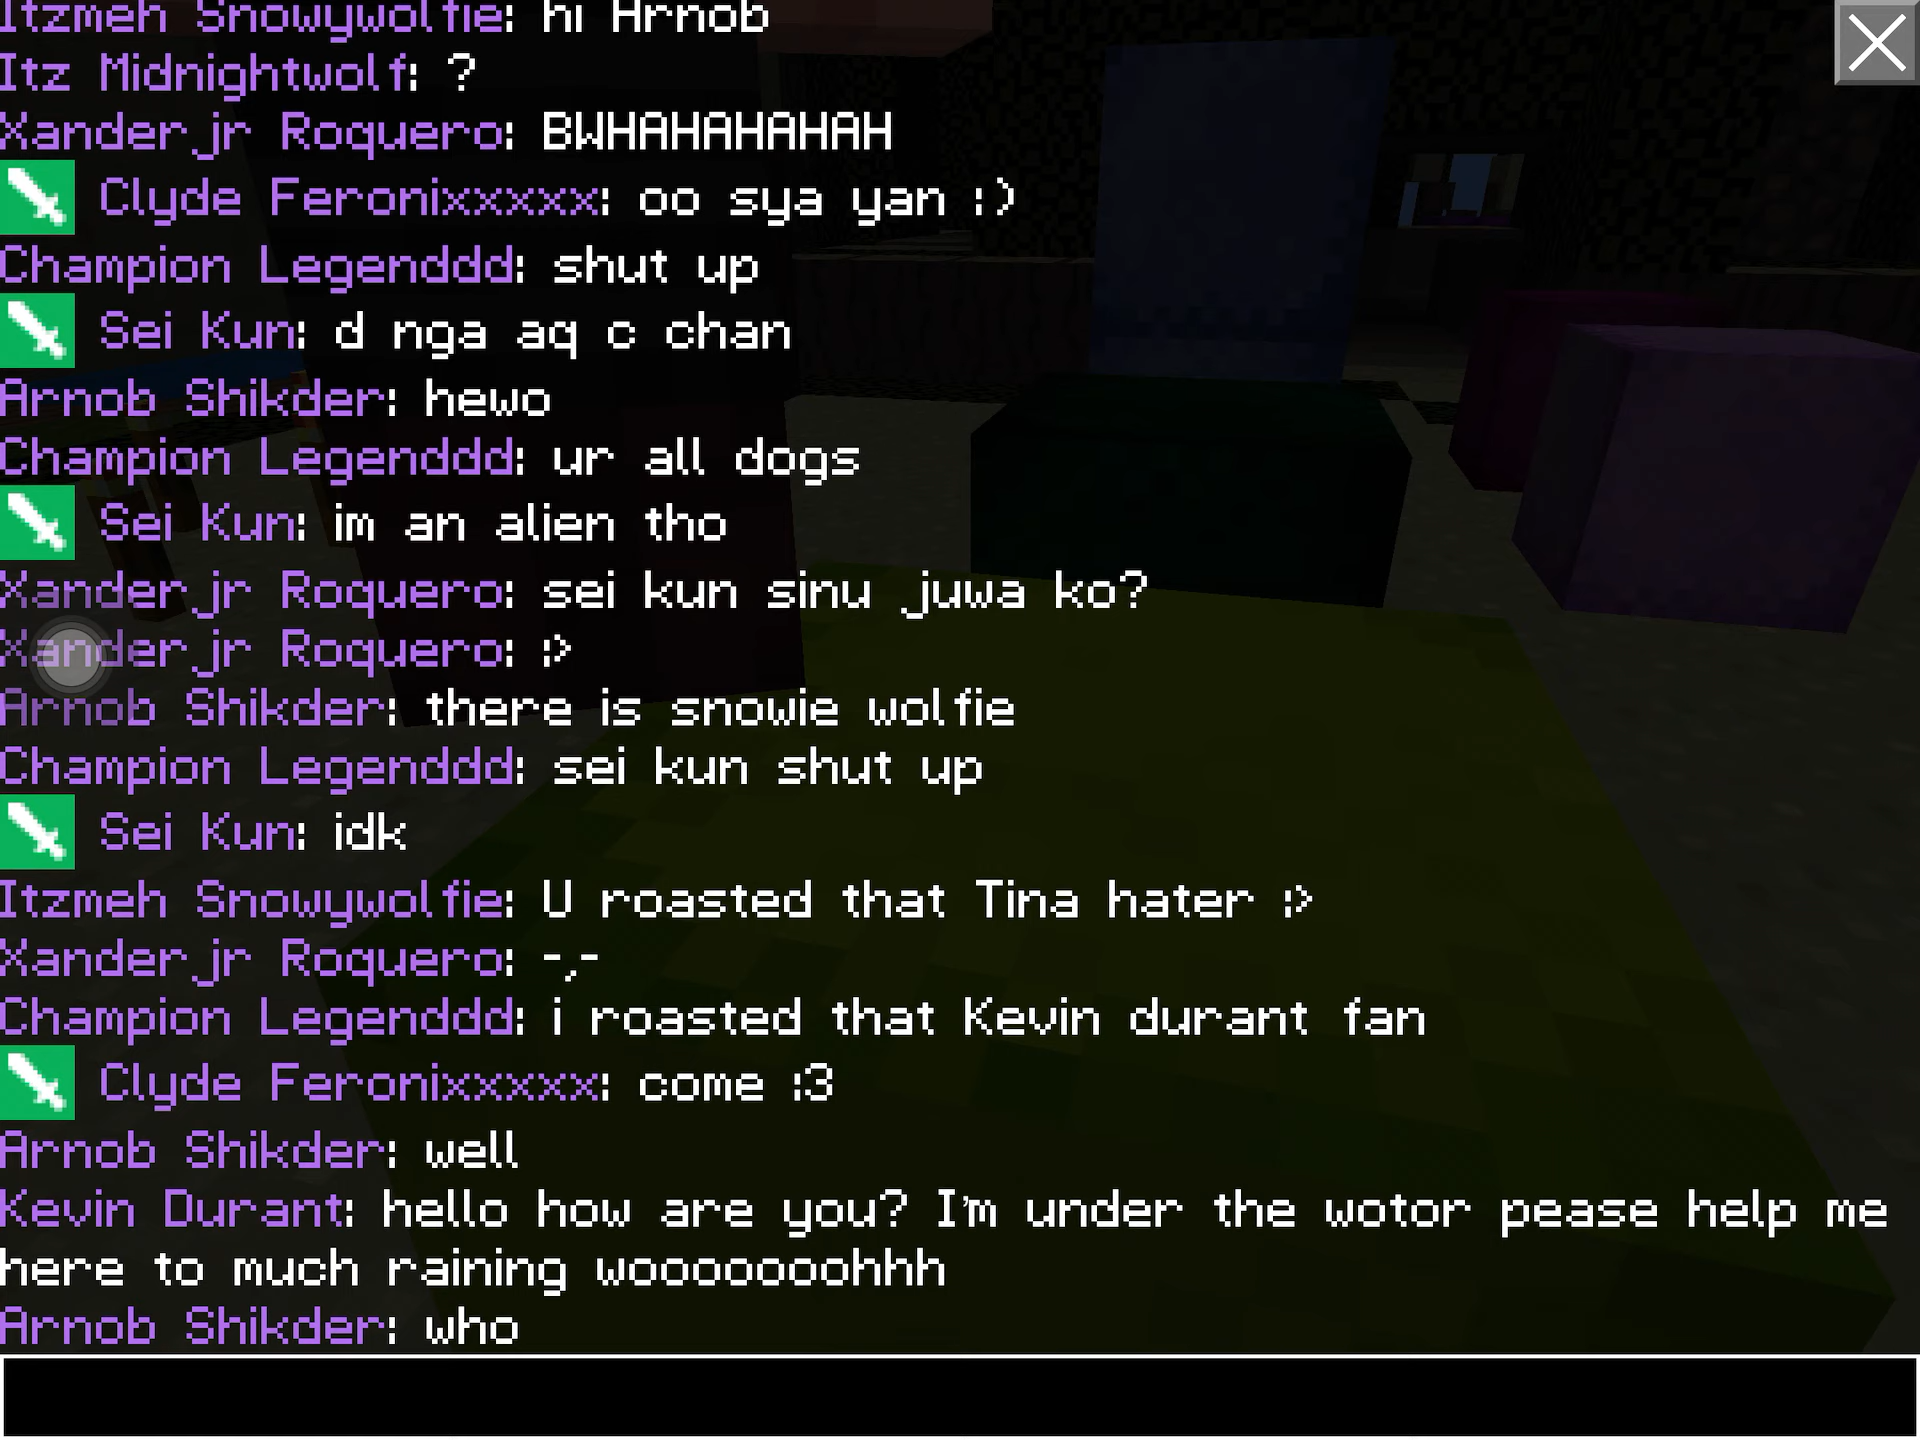 Itzmeh Snowywolfie: hi Arnob
Itz Midnightwolf: ?
Xander.jr Roquero: BWHAHAHAHAH
Clyde Feronixxxxx: oo sya yan :)
Champion Legenddd: shut up
Sei Kun: d nga aq c chan
Arnob Shikder: hewo
Champion Legenddd: ur all dogs
Sei Kun: im an alien tho
Xander.jr Roquero: sei kun sinu juwa ko?
Xander.jr Roquero: :>
Arnob Shikder: there is snowie wolfie
Champion Legenddd: sei kun shut up
Sei Kun: idk
Itzmeh Snowywolfie: U roasted that Tina hater :>
Xander.jr Roquero: -,-
Champion Legenddd: i roasted that Kevin durant fan
Clyde Feronixxxxx: come :3
Arnob Shikder: well
Kevin Durant: hello how are you? I'm under the wotor pease help me
here to much raining wooooooohhh
Arnob Shikder: who